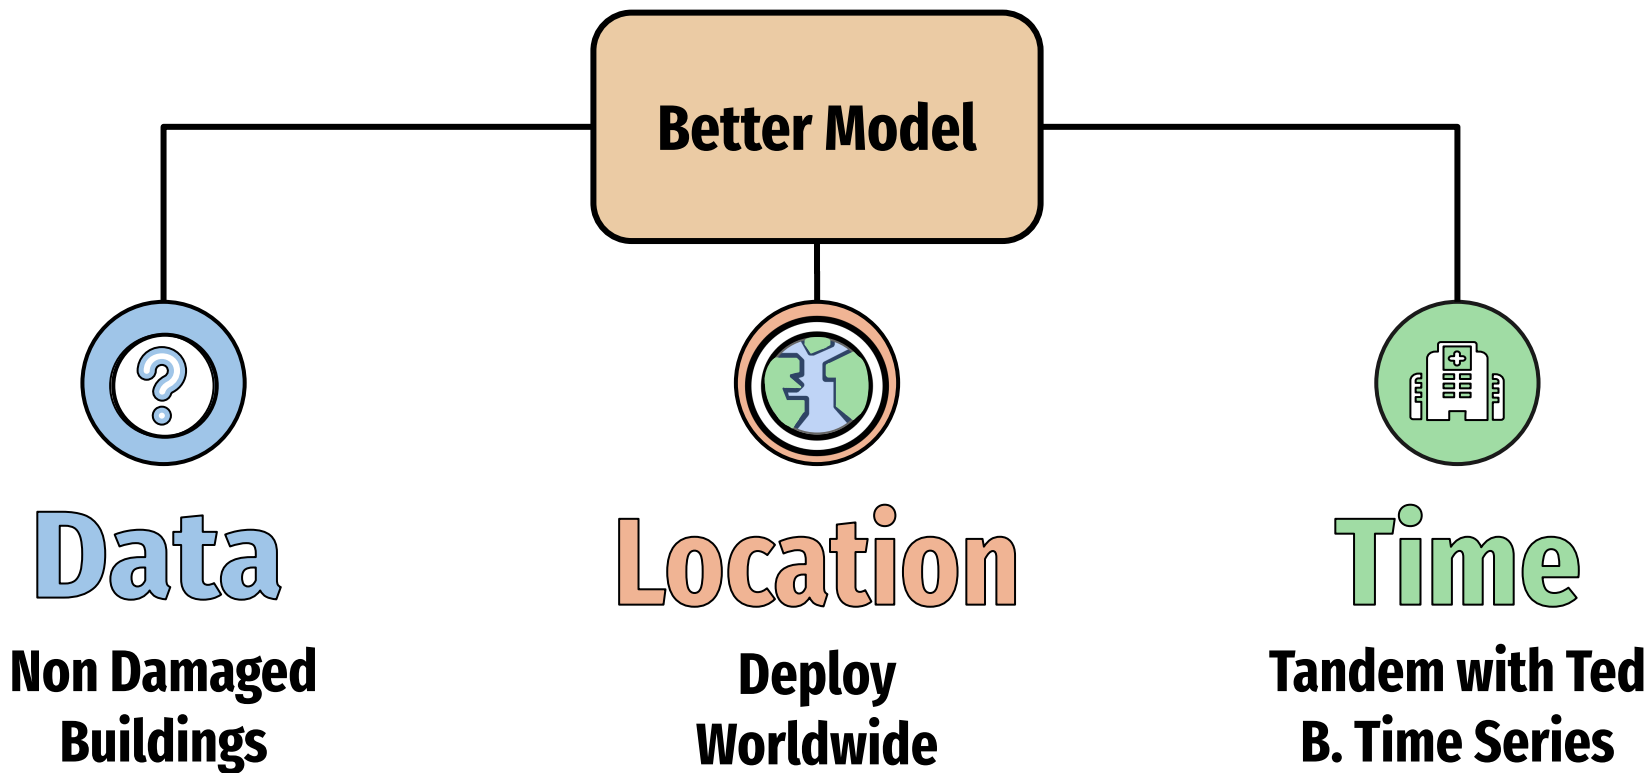 Better Model
Data
Non Damaged
Buildings
Location
Deploy
Worldwide
Time
Tandem with Ted
B. Time Series